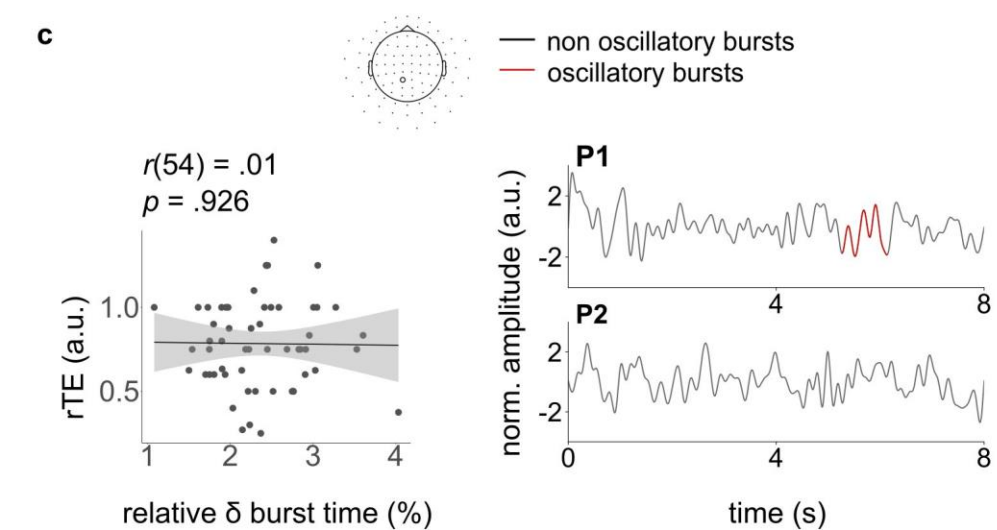 c
non oscillatory bursts
oscillatory bursts
r(54) = .01
p = .926
rTE (a.u.)
1.0
0.5
1 2 3 4
relative δ burst time (%)
norm. amplitude (a.u.)
P1
2
-2
4 8
P2
2
-2
0 4 8
time (s)